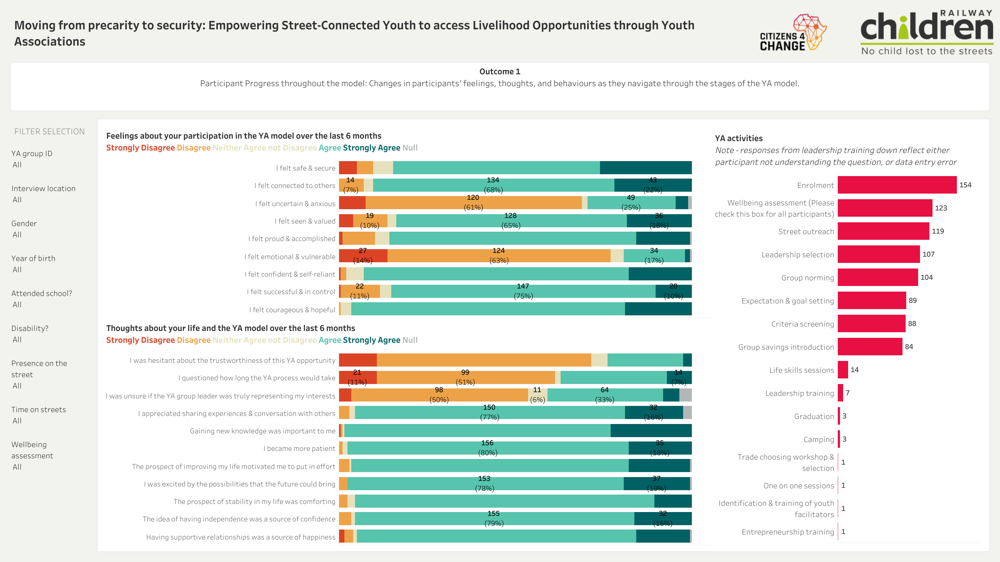 Moving from precarity to security: Empowering Street-Connected Youth to access Livelihood Opportunities through Youth
Associations
CITIZENS 4
CHANGE
RAILWAY
children
No child lost to the streets
Outcome 1
Participant Progress throughout the model: Changes in participants’ feelings, thoughts, and behaviours as they navigate through the stages of the YA model.
FILTER SELECTION
YA group ID
All
Interview location
All
Gender
All
Year of birth
All
Attended school?
All
Disability?
All
Presence on the
street
All
Time on streets
All
Wellbeing
assessment
All
Feelings about your participation in the YA model over the last 6 months
Strongly Disagree Disagree Neither Agree not Disagree Agree Strongly Agree Null
I felt safe & secure
I felt connected to others
14 134 43
(7%) (68%) (22%)
I felt uncertain & anxious
120 49
(61%) (25%)
I felt seen & valued
19 128 36
(10%) (65%) (18%)
I felt proud & accomplished
I felt emotional & vulnerable
27 124 34
(14%) (63%) (17%)
I felt confident & self-reliant
I felt successful & in control
22 147 20
(11%) (75%) (10%)
I felt courageous & hopeful
Thoughts about your life and the YA model over the last 6 months
Strongly Disagree Disagree Neither Agree not Disagree Agree Strongly Agree Null
I was hesitant about the trustworthiness of this YA opportunity
I questioned how long the YA process would take
21 99 14
(11%) (51%) (7%)
I was unsure if the YA group leader was truly representing my interests
98 11 64
(50%) (6%) (33%)
I appreciated sharing experiences & conversation with others
150 32
(77%) (16%)
Gaining new knowledge was important to me
I became more patient
156 35
(80%) (18%)
The prospect of improving my life motivated me to put in effort
I was excited by the possibilities that the future could bring
153 37
(78%) (19%)
The prospect of stability in my life was comforting
The idea of having independence was a source of confidence
155 32
(79%) (16%)
Having supportive relationships was a source of happiness
YA activities
Note - responses from leadership training down reflect either
participant not understanding the question, or data entry error
Enrolment 154
Wellbeing assessment (Please
check this box for all participants) 123
Street outreach 119
Leadership selection 107
Group norming 104
Expectation & goal setting 89
Criteria screening 88
Group savings introduction 84
Life skills sessions 14
Leadership training 7
Graduation 3
Camping 3
Trade choosing workshop &
selection 1
One on one sessions 1
Identification & training of youth
facilitators 1
Entrepreneurship training 1